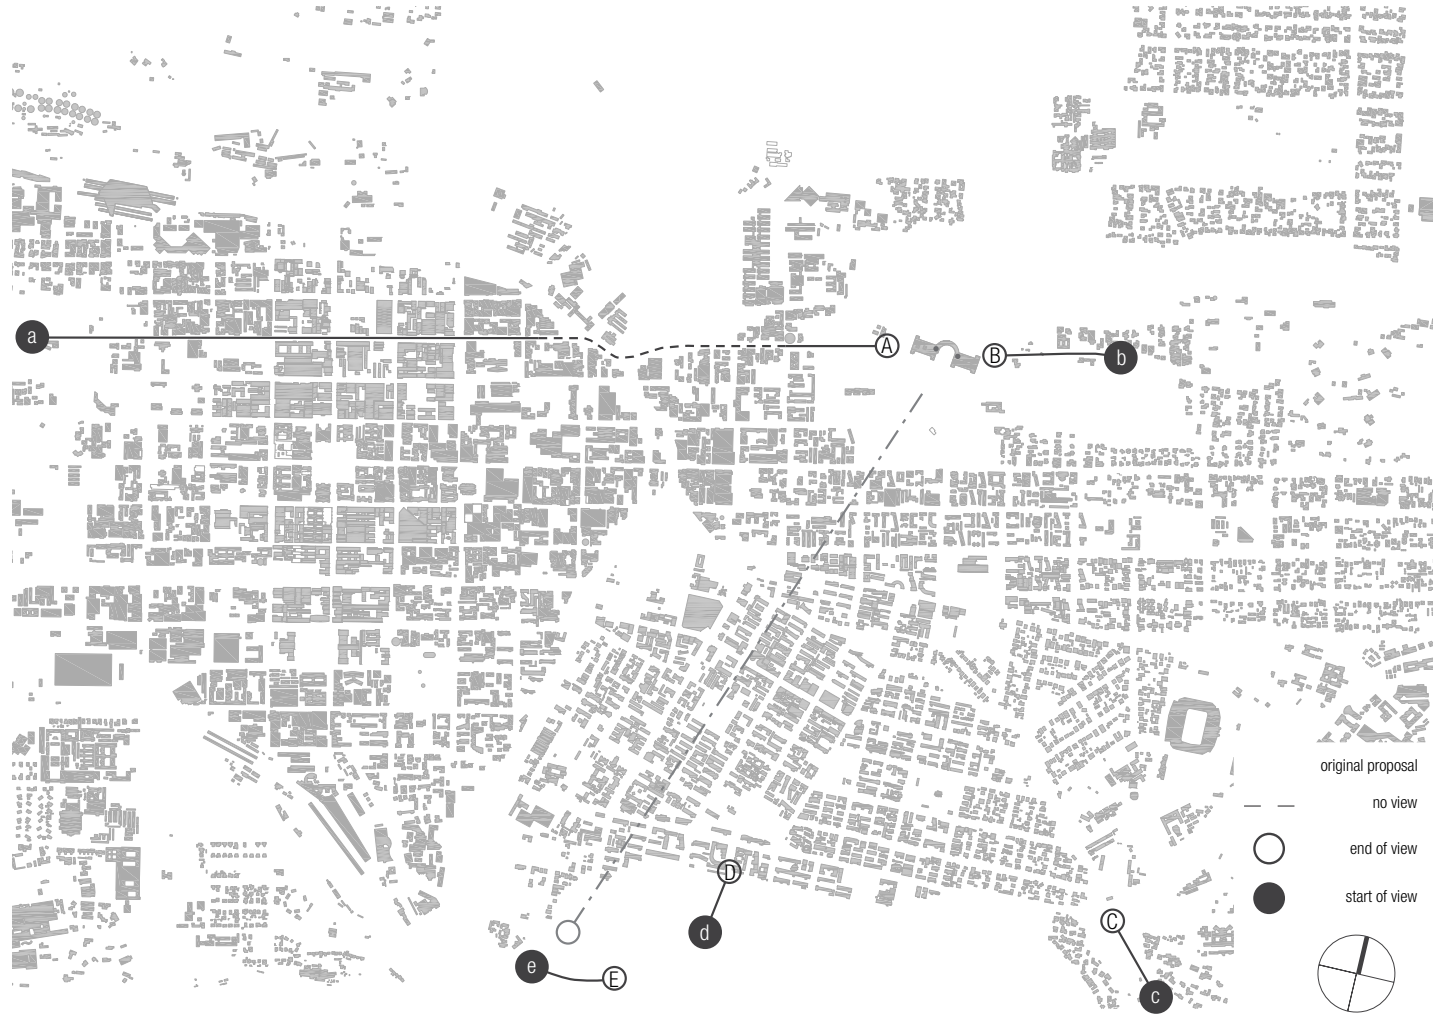 a
A
B
b
D
d
C
e
E
c
original proposal
no view
end of view
start of view